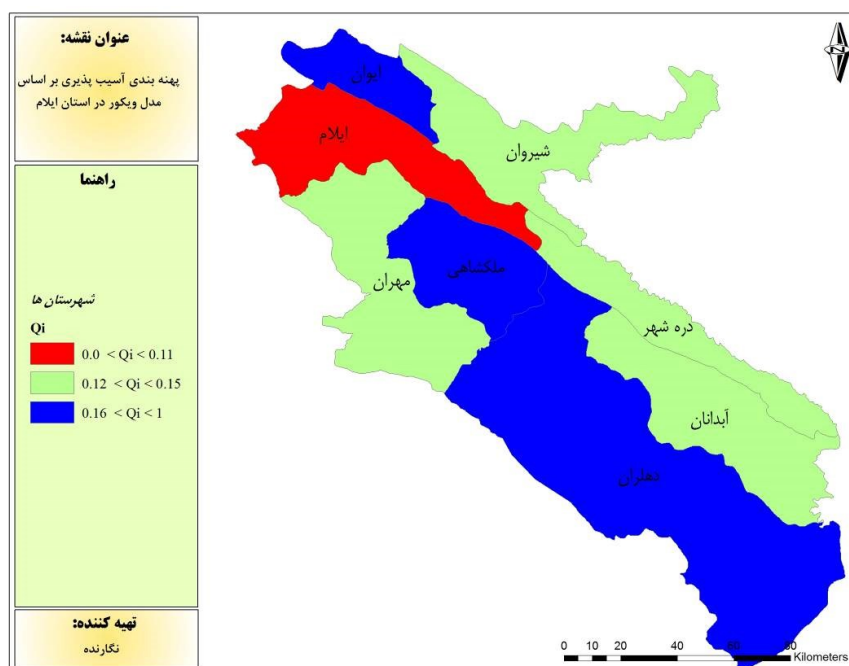 عنوان نقشه:
پهنه بندی آسیب پذیری بر اساس
مدل ویکور در استان ایلام
راهنما
شهرستان ها
Qi
0.0 < Qi < 0.11
0.12 < Qi < 0.15
0.16 < Qi < 1
تهیه کننده:
نگارنده
ایوان
شیروان
ایلام
ملکشاهی
مهران
دره شهر
آبدانان
دهلران
0 5 10 20 40 60 80
Kilometers